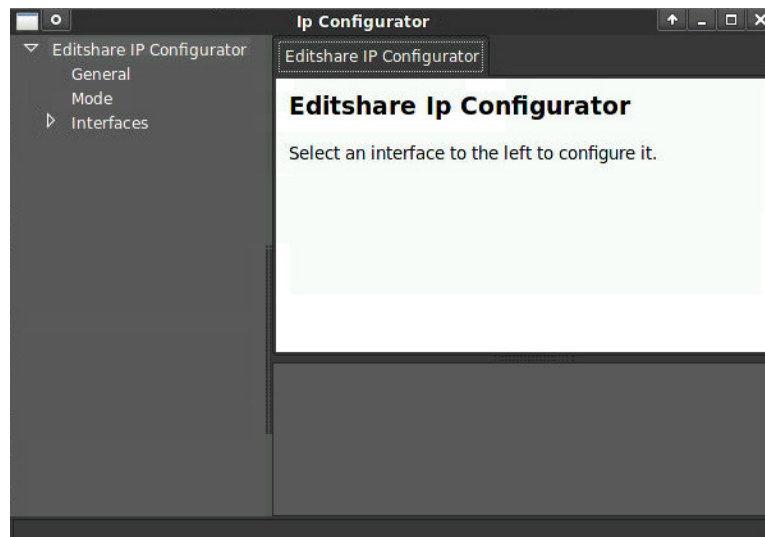 Ip Configurator
Editshare IP Configurator
General
Mode
Interfaces
Editshare IP Configurator
Editshare Ip Configurator
Select an interface to the left to configure it.